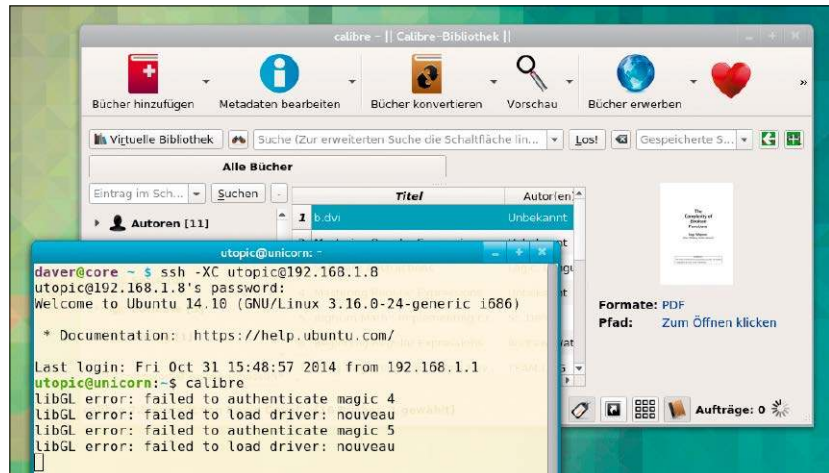 calibre - || Calibre-Bibliothek ||
Bücher hinzufügen Metadaten bearbeiten Bücher konvertieren Vorschau Bücher erwerben »
Virtuelle Bibliothek Suche (Zur erweiterten Suche die Schaltfläche lin... Los! Gespeicherte S...
Alle Bücher
Eintrag im Sch... Suchen - Titel Autor(en)
Autoren [11] 1 b.dvi Unbekannt
The
Complexity of
Formate: PDF
Pfad: Zum Öffnen klicken
Aufträge: 0
utopic@unicorn: ~
daver@core ~ $ ssh -XC utopic@192.168.1.8
utopic@192.168.1.8's password:
Welcome to Ubuntu 14.10 (GNU/Linux 3.16.0-24-generic i686)
* Documentation: https://help.ubuntu.com/
Last login: Fri Oct 31 15:48:57 2014 from 192.168.1.1
utopic@unicorn:~$ calibre
libGL error: failed to authenticate magic 4
libGL error: failed to load driver: nouveau
libGL error: failed to authenticate magic 5
libGL error: failed to load driver: nouveau